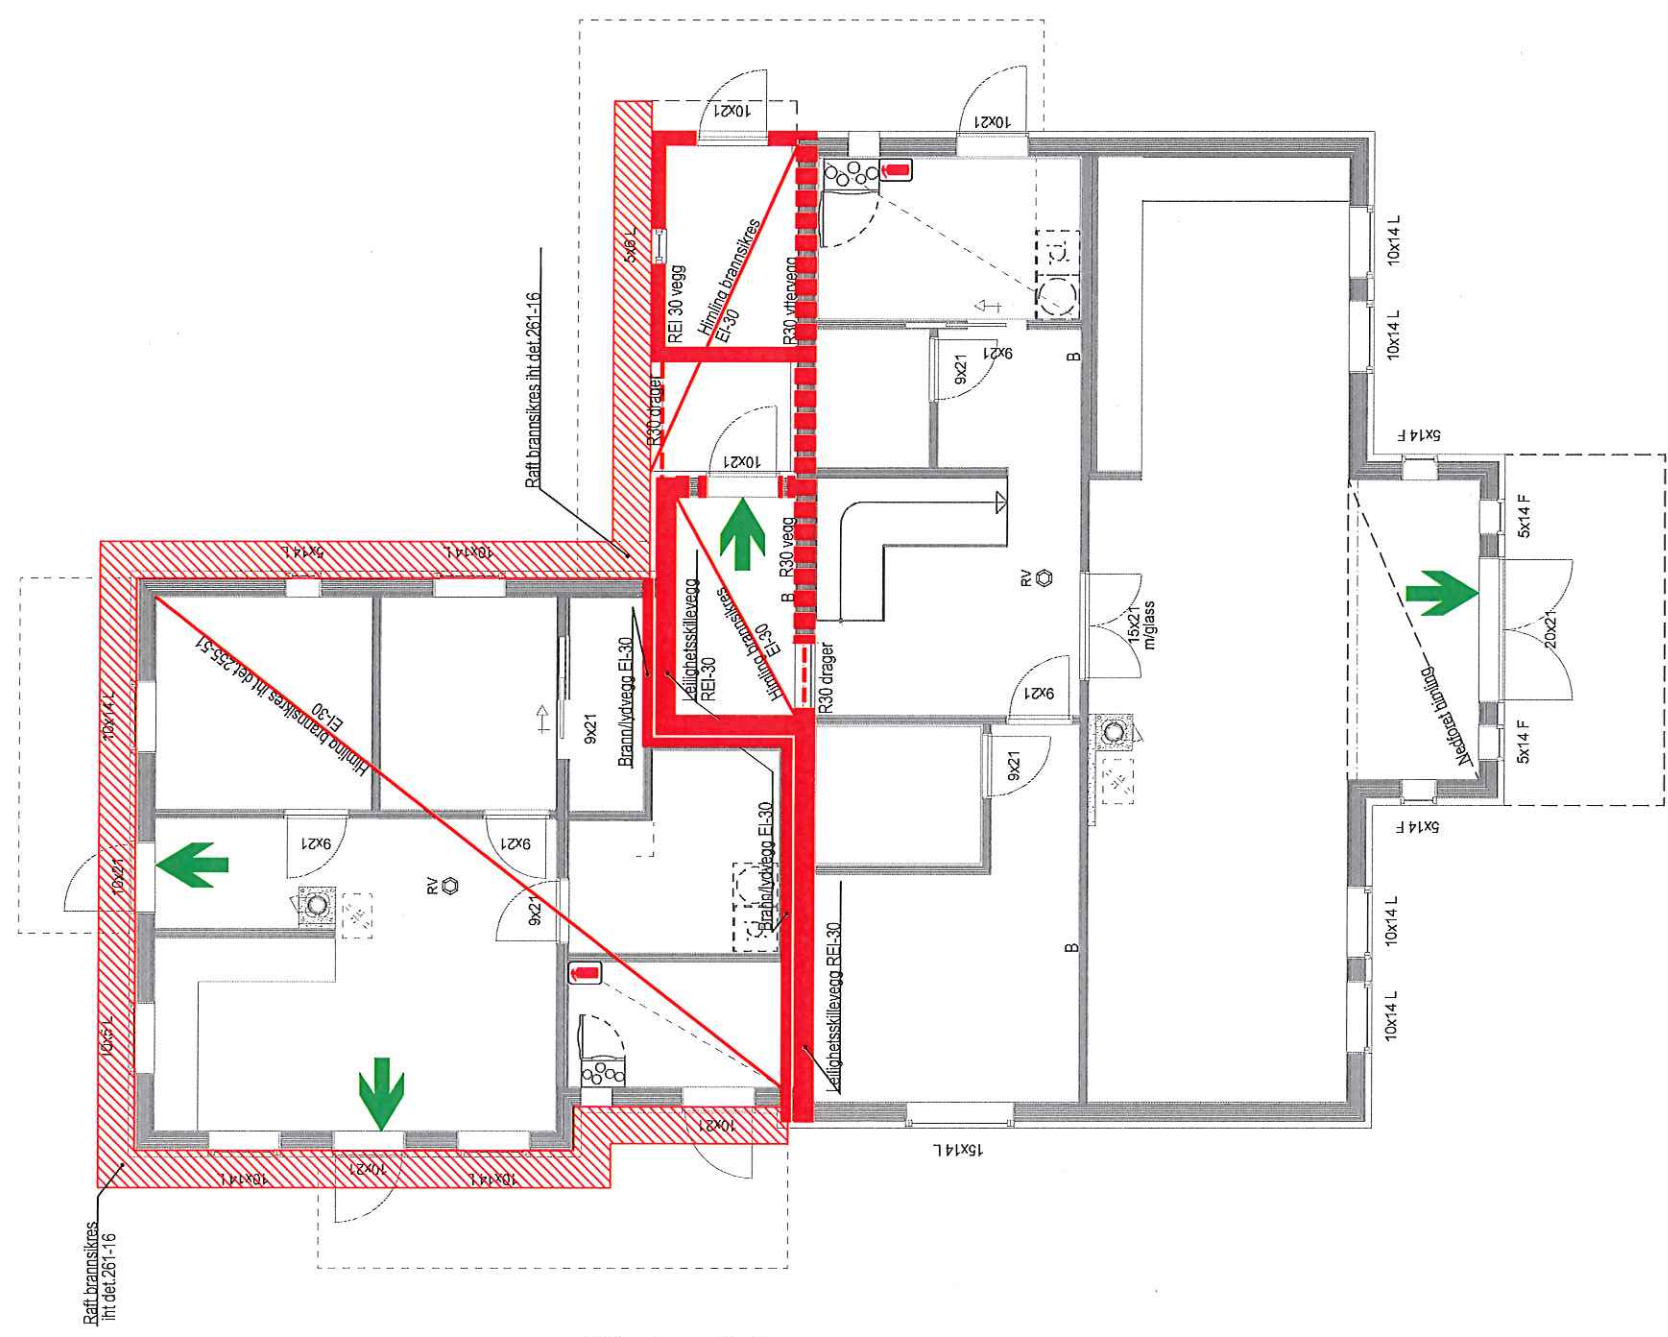 10x21
10x21
5x6 L
REI 30 vegg
Himling brannsikres
EI-30
R30 yttervegg
10x14 L
10x14 L
Raft brannsikres iht det.261-16
R30 drager
9x21
9x21
B
10x21
5x14 F
5x14 L
10x14 L
Leilighetsskillevegg
REI-30
Himling brannsikres
EI-30
B
R30 vegg
RV
15x21
m/glass
5x14 F
20x21
5x14 F
Himling brannsikres iht det.255-51
EI-30
10x14 L
9x21
Brann/lydvegg EI-30
R30 drager
9x21
9x21
Nedforet himling
5x14 F
10x21
9x21
9x21
RV
9x21
Brann/lydvegg EI-30
Leilighetsskillevegg REI-30
B
10x14 L
10x14 L
10x5 L
10x14 L
10x21
10x14 L
10x21
15x14 L
Raft brannsikres
iht det.261-16